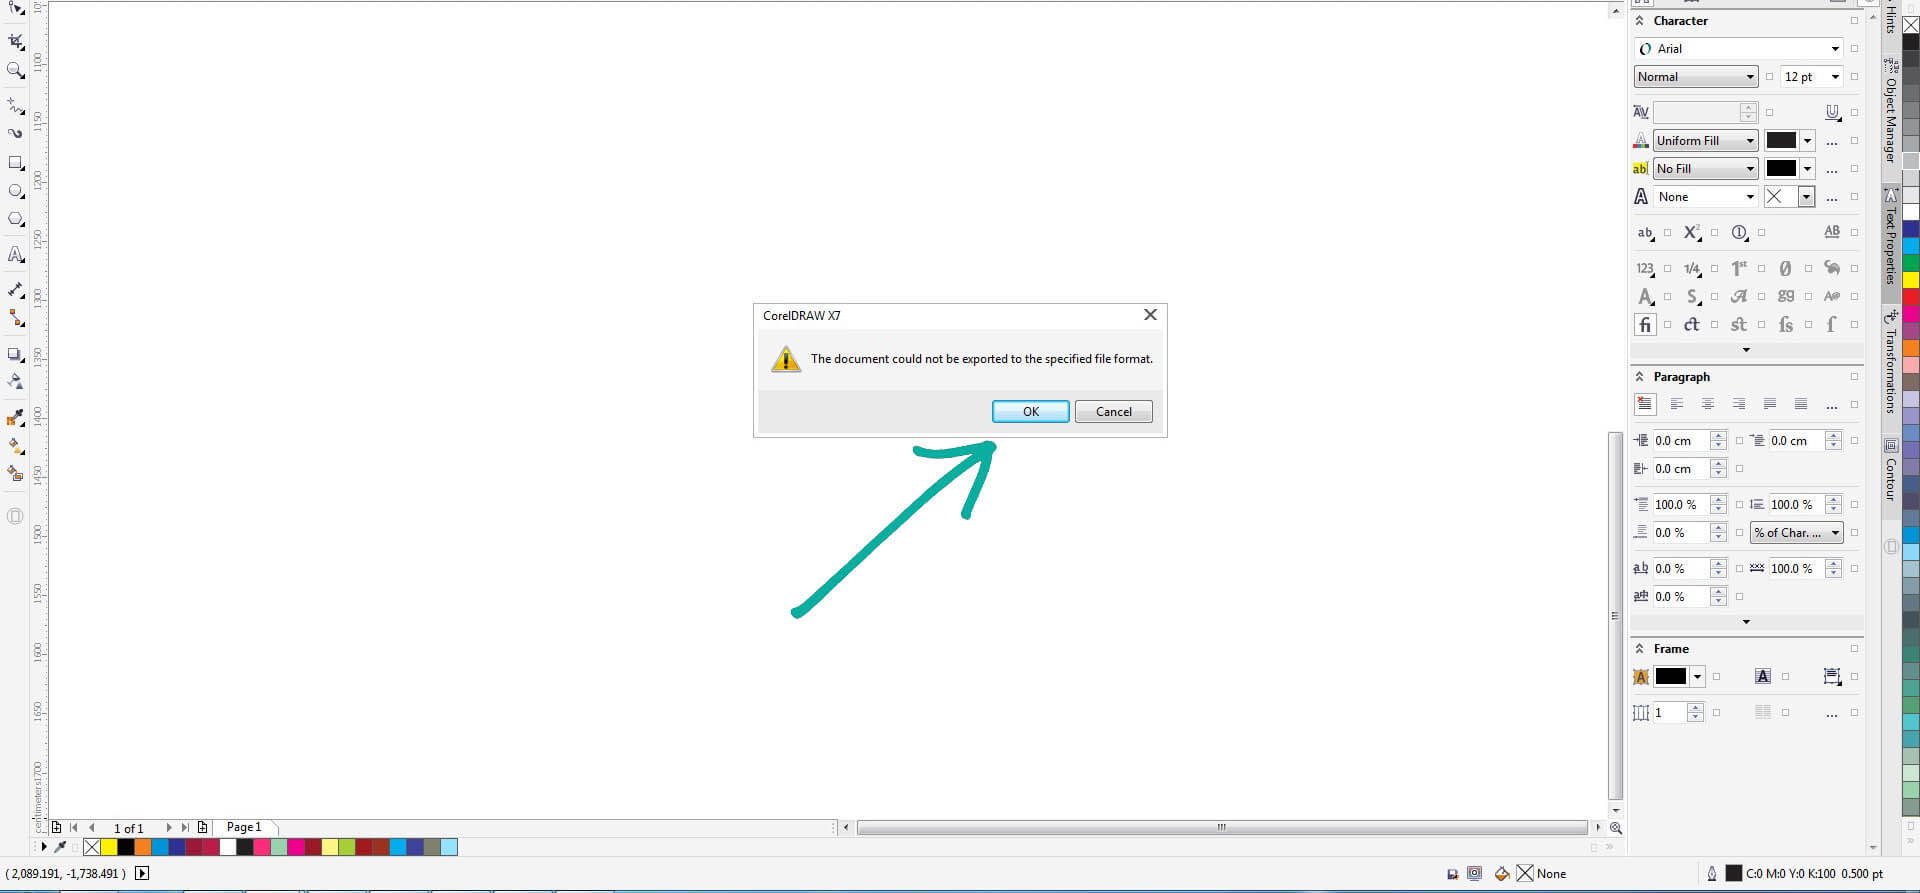 Character
Arial
Normal
12 pt
Uniform Fill
No Fill
None
Paragraph
0.0 cm
0.0 cm
0.0 cm
100.0 %
100.0 %
0.0 %
% of Char. ...
0.0 %
100.0 %
0.0 %
Frame
1
Hints
Object Manager
Text Properties
Transformations
Contour
CorelDRAW X7
The document could not be exported to the specified file format.
OK
Cancel
1100
1150
1200
1250
1300
1350
1400
1450
1500
1550
1600
1650
1700
centimeters
1 of 1
Page 1
( 2,089.191, -1,738.491 )
None
C:0 M:0 Y:0 K:100 0.500 pt